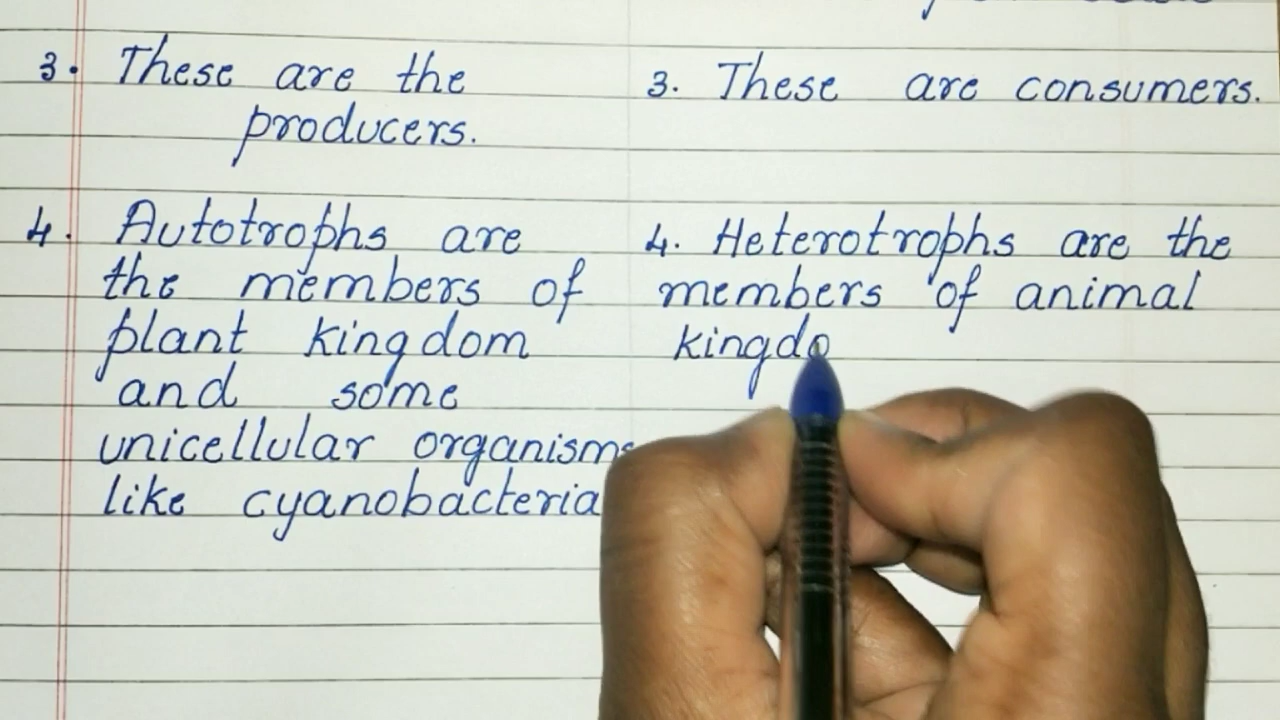 3. These are the
producers.
3. These are consumers.
4. Autotrophs are
the members of
plant kingdom
and some
unicellular organisms
like cyanobacteria
4. Heterotrophs are the
members of animal
kingdo